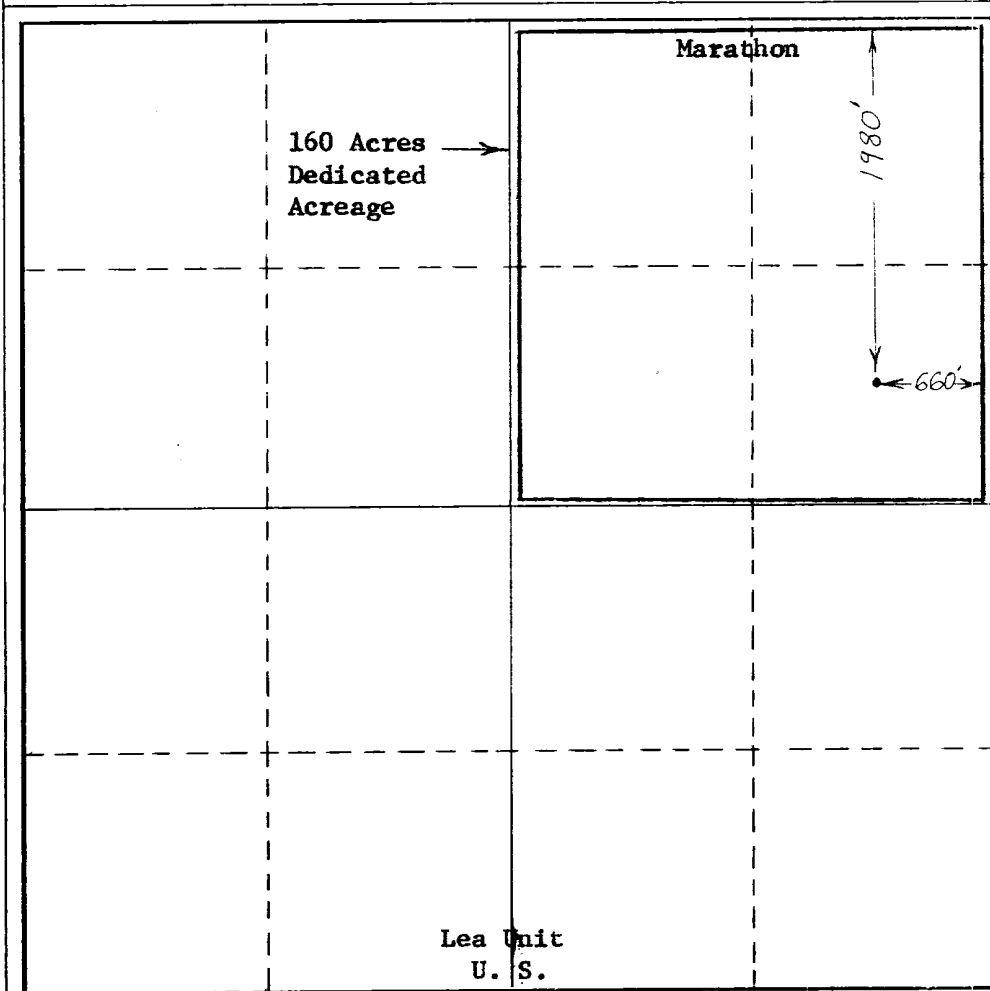 Marathon
160 Acres
Dedicated
Acreage
1980'
660'
Lea Unit
U. S.